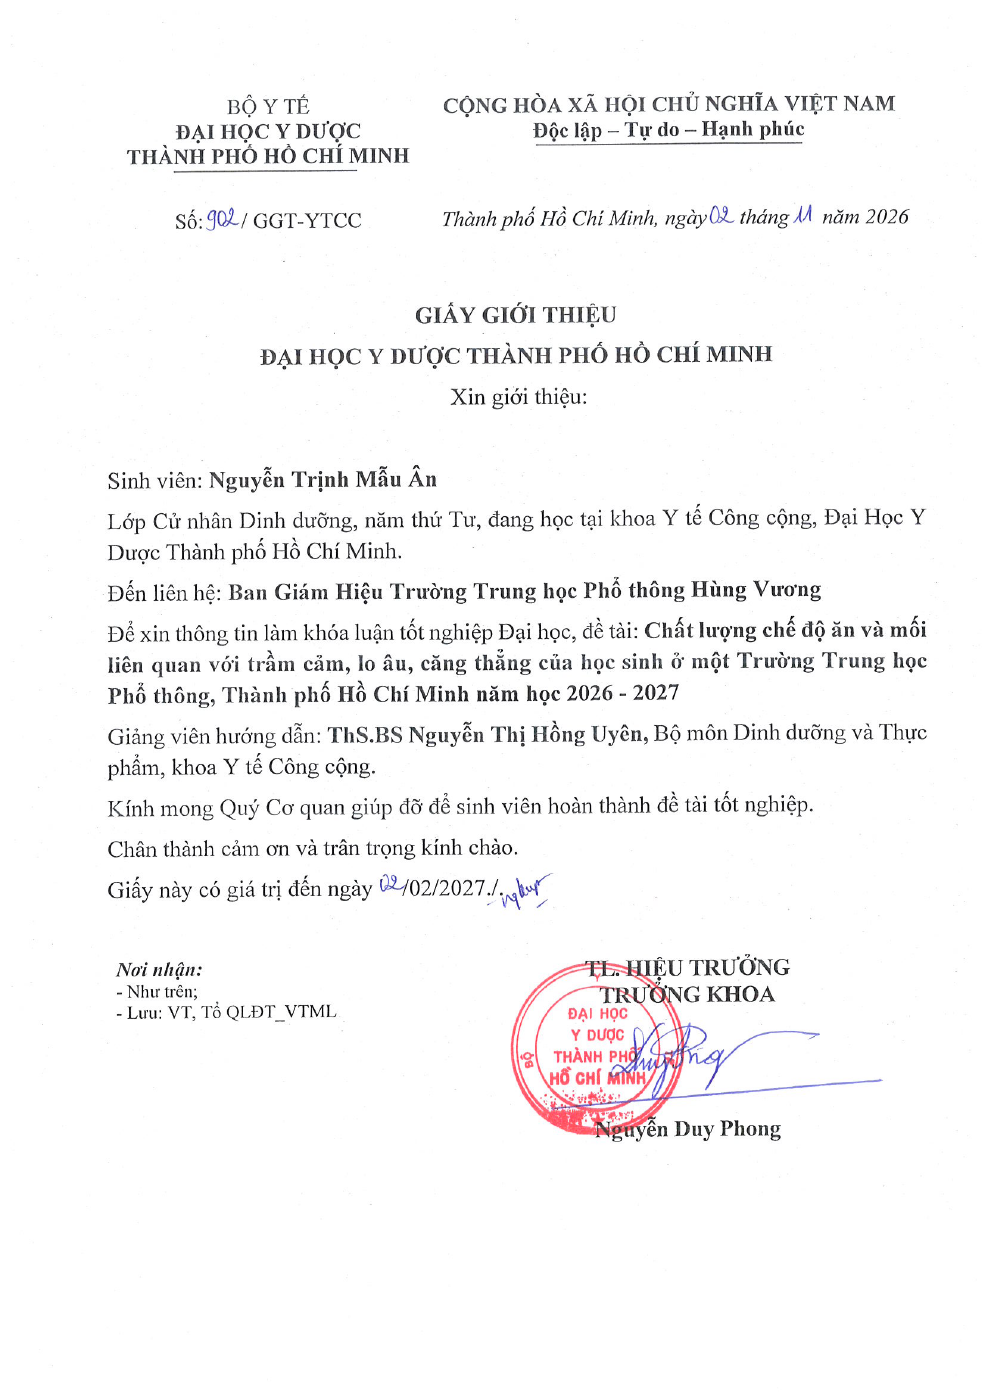 BỘ Y TẾ
ĐẠI HỌC Y DƯỢC
THÀNH PHỐ HỒ CHÍ MINH
CỘNG HÒA XÃ HỘI CHỦ NGHĨA VIỆT NAM
Độc lập – Tự do – Hạnh phúc
Số: 902 / GGT-YTCC
Thành phố Hồ Chí Minh, ngày 02 tháng 11 năm 2026
GIẤY GIỚI THIỆU
ĐẠI HỌC Y DƯỢC THÀNH PHỐ HỒ CHÍ MINH
Xin giới thiệu:
Sinh viên: Nguyễn Trịnh Mẫu Ân
Lớp Cử nhân Dinh dưỡng, năm thứ Tư, đang học tại khoa Y tế Công cộng, Đại Học Y
Dược Thành phố Hồ Chí Minh.
Đến liên hệ: Ban Giám Hiệu Trường Trung học Phổ thông Hùng Vương
Để xin thông tin làm khóa luận tốt nghiệp Đại học, đề tài: Chất lượng chế độ ăn và mối
liên quan với trầm cảm, lo âu, căng thẳng của học sinh ở một Trường Trung học
Phổ thông, Thành phố Hồ Chí Minh năm học 2026 - 2027
Giảng viên hướng dẫn: ThS.BS Nguyễn Thị Hồng Uyên, Bộ môn Dinh dưỡng và Thực
phẩm, khoa Y tế Công cộng.
Kính mong Quý Cơ quan giúp đỡ để sinh viên hoàn thành đề tài tốt nghiệp.
Chân thành cảm ơn và trân trọng kính chào.
Giấy này có giá trị đến ngày 02/02/2027./.
Nơi nhận:
- Như trên;
- Lưu: VT, Tổ QLĐT_VTML
TL. HIỆU TRƯỞNG
TRƯỞNG KHOA
BỘ Y
ĐẠI HỌC
Y DƯỢC
THÀNH PHỐ
HỒ CHÍ MINH
Nguyễn Duy Phong